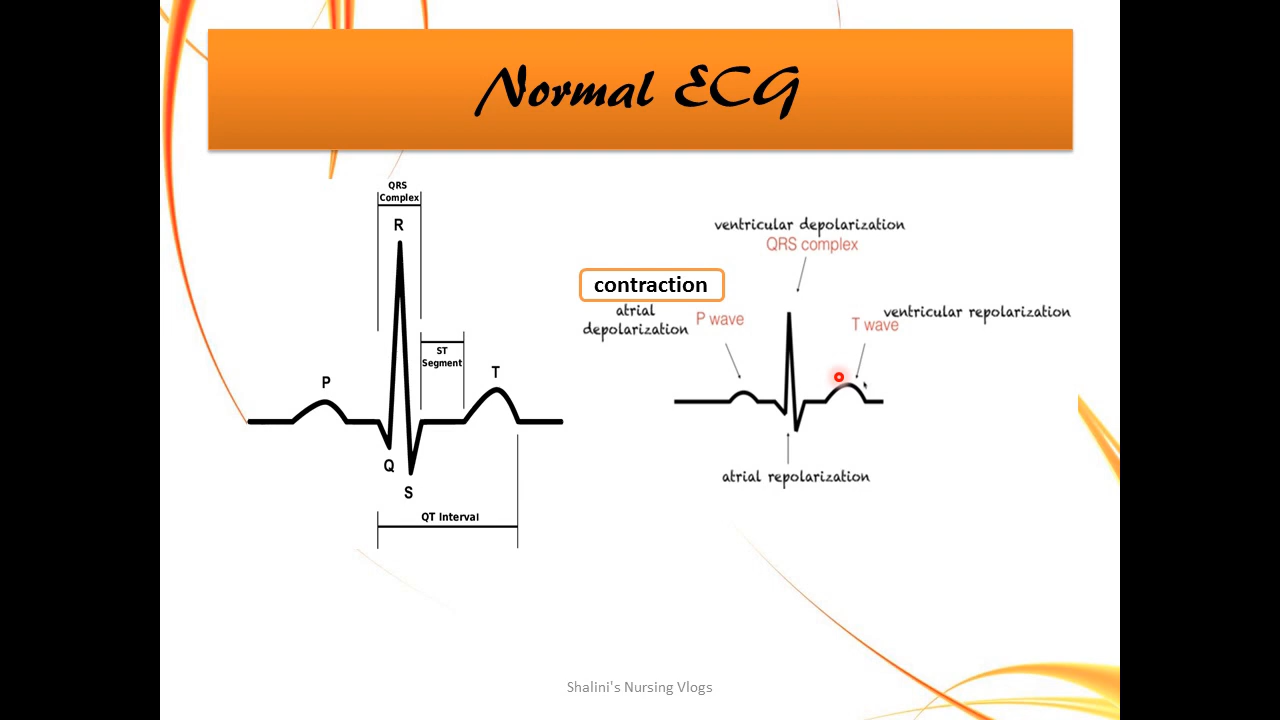 Normal ECG
QRS
Complex
R
ST
Segment
P
T
Q
S
QT Interval
ventricular depolarization
QRS complex
contraction
atrial
depolarization
P wave
ventricular repolarization
T wave
atrial repolarization
Shalini's Nursing Vlogs